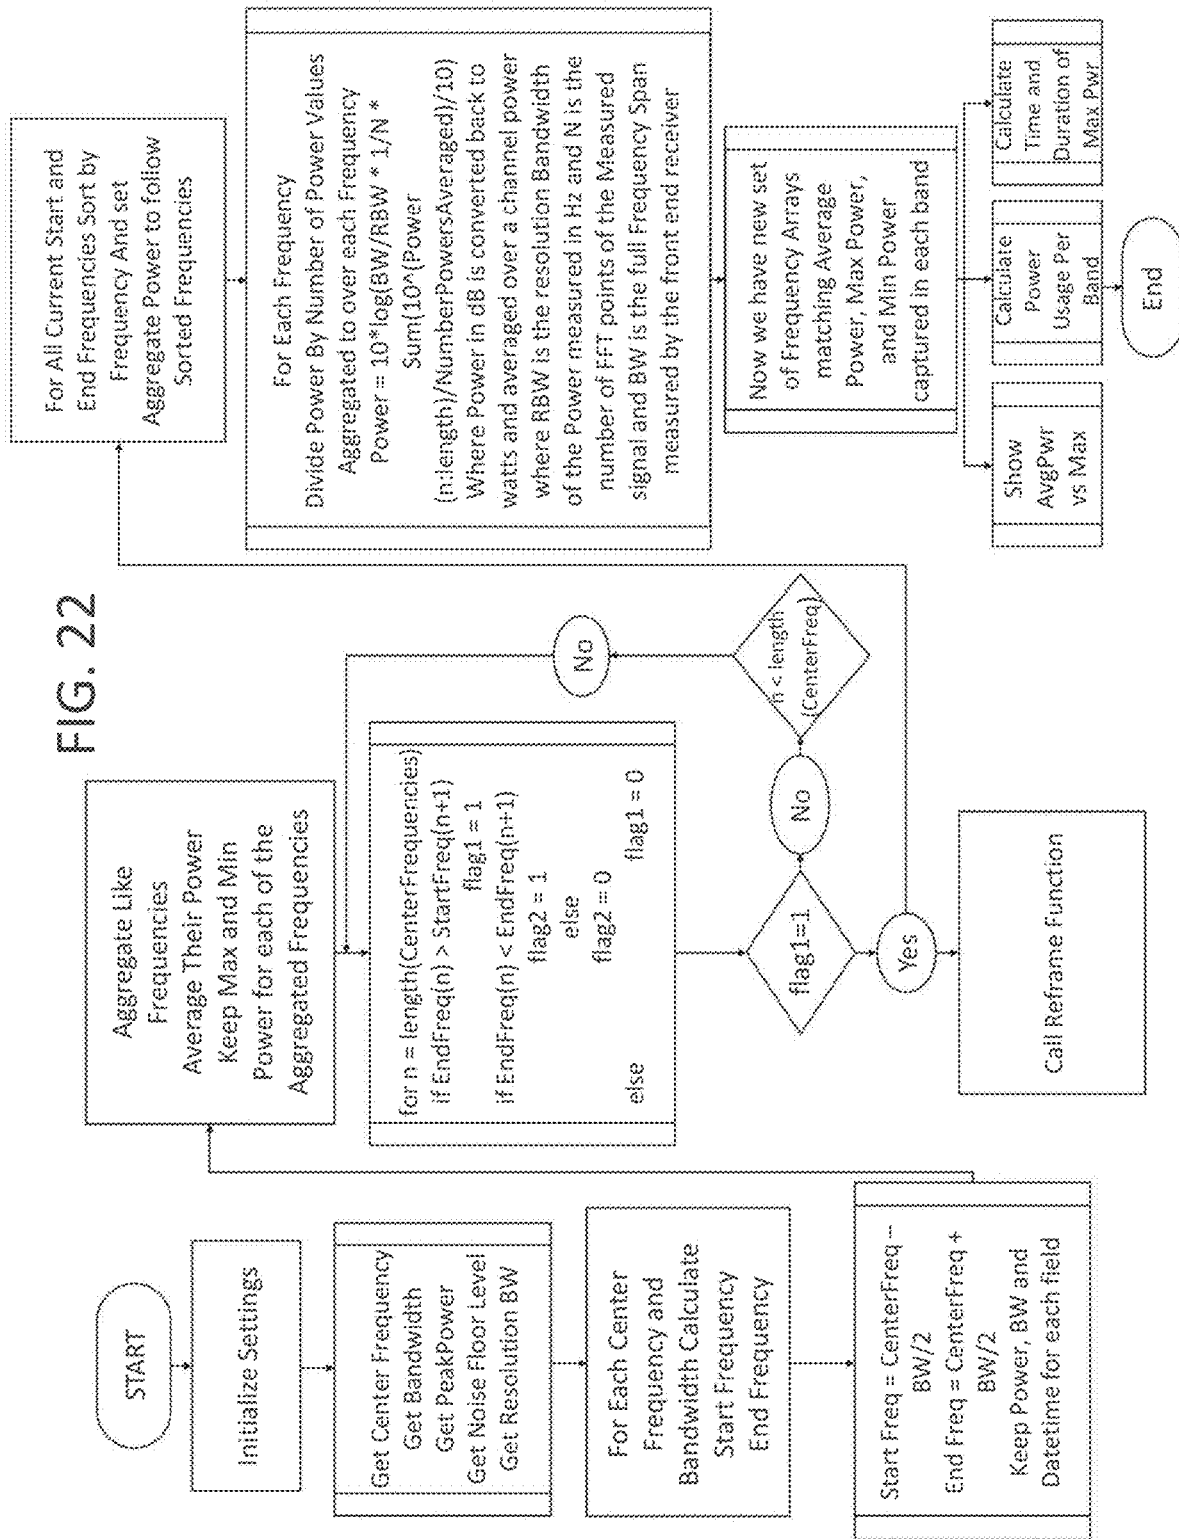 FIG. 22
START
Initialize Settings
Get Center Frequency
Get Bandwidth
Get PeakPower
Get Noise Floor Level
Get Resolution BW
For Each Center
Frequency and
Bandwidth Calculate
Start Frequency
End Frequency
Start Freq = CenterFreq –
BW/2
End Freq = CenterFreq +
BW/2
Keep Power, BW and
Datetime for each field
Aggregate Like
Frequencies
Average Their Power
Keep Max and Min
Power for each of the
Aggregated Frequencies
for n = length(CenterFrequencies)
if EndFreq(n) > StartFreq(n+1)
flag1 = 1
if EndFreq(n) < EndFreq(n+1)
flag2 = 1
else
flag2 = 0
else flag1 = 0
flag1=1
No
n < length
(CenterFreq)
No
Yes
Call Reframe Function
For All Current Start and
End Frequencies Sort by
Frequency And set
Aggregate Power to follow
Sorted Frequencies
For Each Frequency
Divide Power By Number of Power Values
Aggregated to over each Frequency
Power = 10*log(BW/RBW * 1/N *
Sum(10^(Power
(n:length)/NumberPowersAveraged)/10)
Where Power in dB is converted back to
watts and averaged over a channel power
where RBW is the resolution Bandwidth
of the Power measured in Hz and N is the
number of FFT points of the Measured
signal and BW is the full Frequency Span
measured by the front end receiver
Now we have new set
of Frequency Arrays
matching Average
Power, Max Power,
and Min Power
captured in each band
Show
AvgPwr
vs Max
Calculate
Power
Usage Per
Band
Calculate
Time and
Duration of
Max Pwr
End